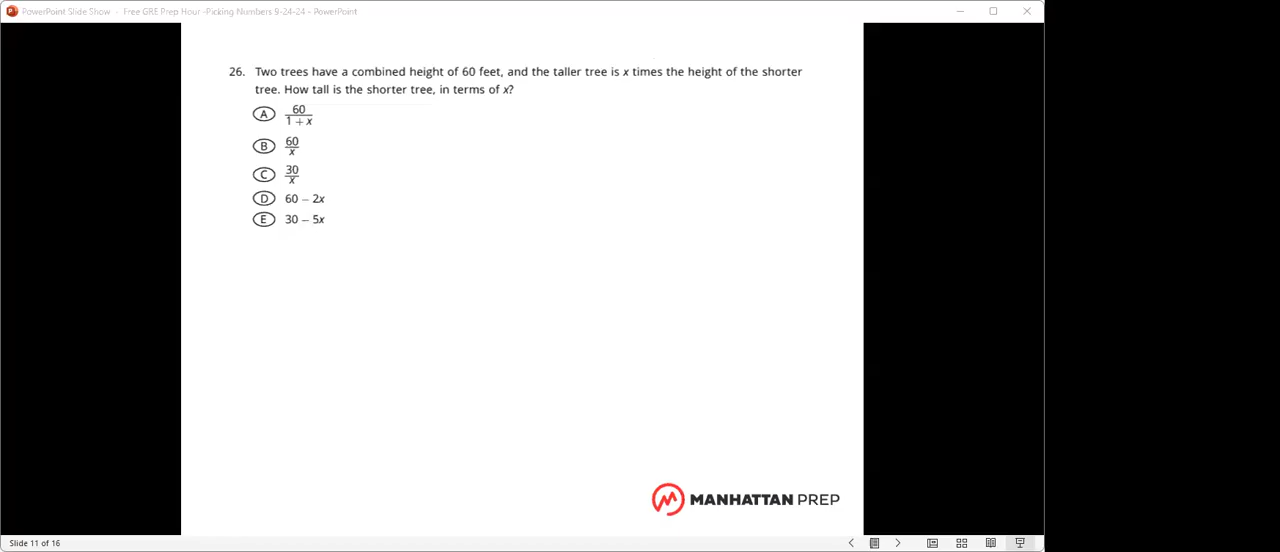 PowerPoint Slide Show - Free GRE Prep Hour -Picking Numbers 9-24-24 - PowerPoint
26. Two trees have a combined height of 60 feet, and the taller tree is x times the height of the shorter
tree. How tall is the shorter tree, in terms of x?
A 60
1 + x
B 60
x
C 30
x
D 60 – 2x
E 30 – 5x
MANHATTAN PREP
Slide 11 of 16